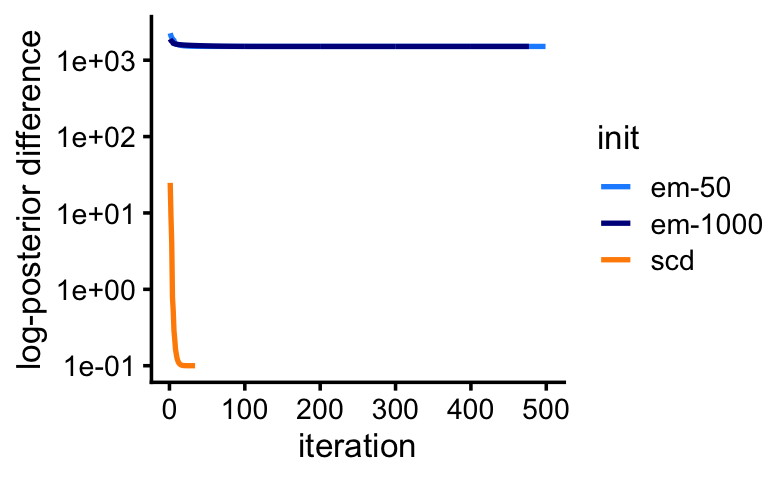 log-posterior difference
1e+03
1e+02
1e+01
1e+00
1e-01
0 100 200 300 400 500
iteration
init
em-50
em-1000
scd